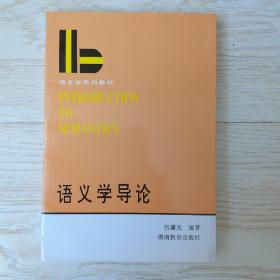 语言学系列教材
INTRODUCTION
TO
SEMANTICS
语义学导论
伍谦光 编著
湖南教育出版社